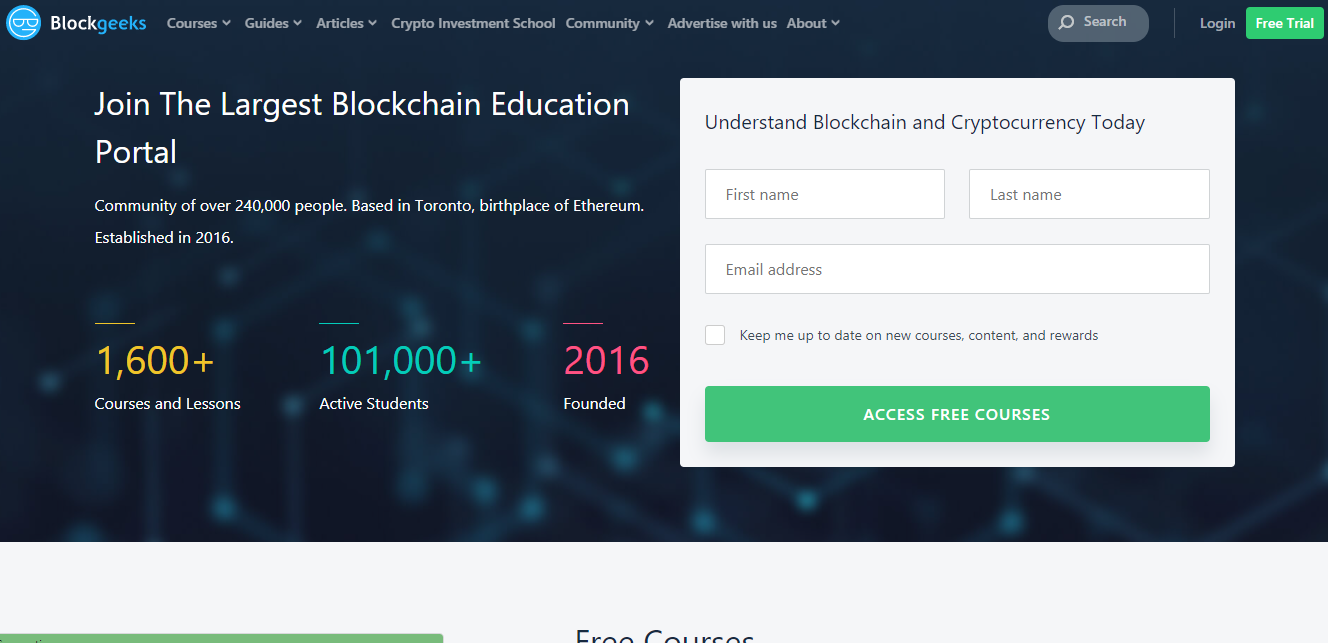 Blockgeeks Courses Guides Articles Crypto Investment School Community Advertise with us About Search Login Free Trial
Join The Largest Blockchain Education
Portal
Community of over 240,000 people. Based in Toronto, birthplace of Ethereum.
Established in 2016.
1,600+
Courses and Lessons
101,000+
Active Students
2016
Founded
Understand Blockchain and Cryptocurrency Today
First name
Last name
Email address
Keep me up to date on new courses, content, and rewards
ACCESS FREE COURSES
Free Courses